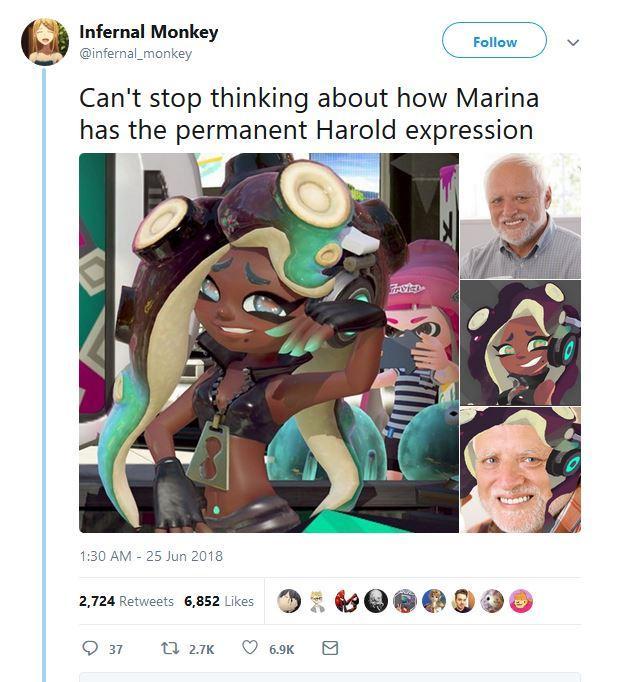 Infernal Monkey
@infernal_monkey
Follow
Can't stop thinking about how Marina
has the permanent Harold expression
1:30 AM - 25 Jun 2018
2,724 Retweets 6,852 Likes
37 2.7K 6.9K